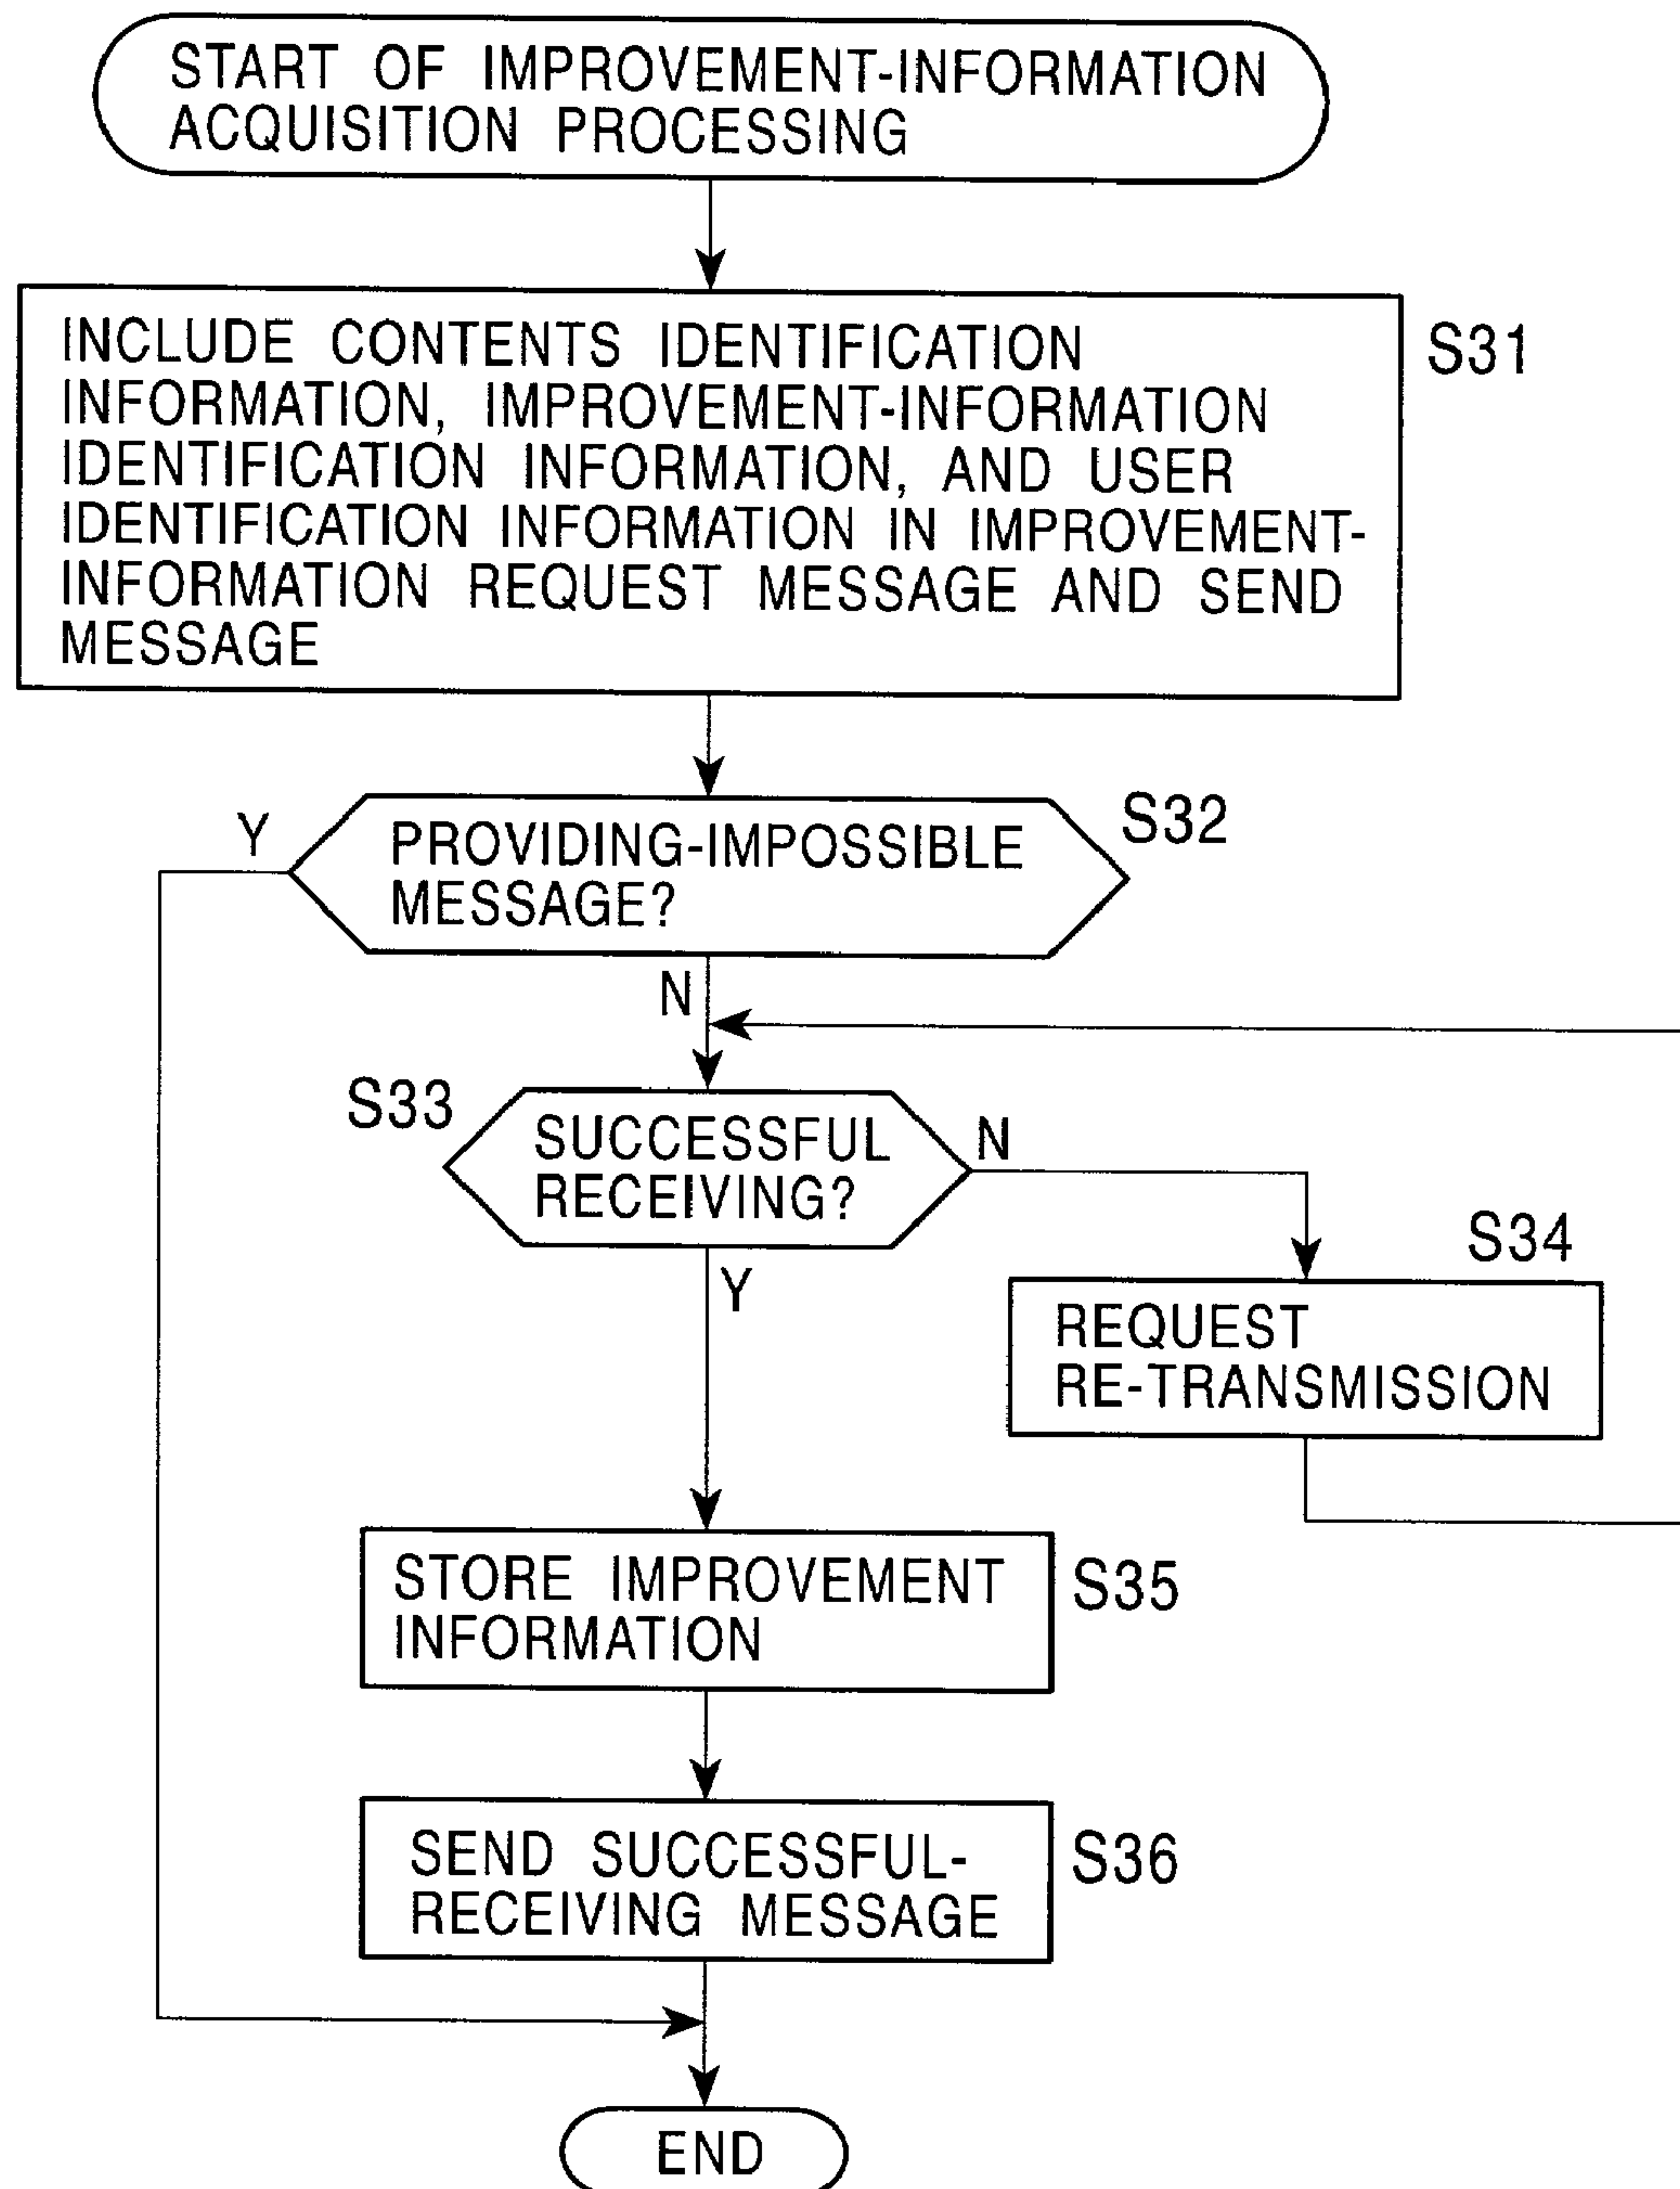 START OF IMPROVEMENT-INFORMATION
ACQUISITION PROCESSING
INCLUDE CONTENTS IDENTIFICATION
INFORMATION, IMPROVEMENT-INFORMATION
IDENTIFICATION INFORMATION, AND USER
IDENTIFICATION INFORMATION IN IMPROVEMENT-
INFORMATION REQUEST MESSAGE AND SEND
MESSAGE
S31
Y
PROVIDING-IMPOSSIBLE
MESSAGE?
S32
N
S33
SUCCESSFUL
RECEIVING?
N
Y
S34
REQUEST
RE-TRANSMISSION
STORE IMPROVEMENT
INFORMATION
S35
SEND SUCCESSFUL-
RECEIVING MESSAGE
S36
END